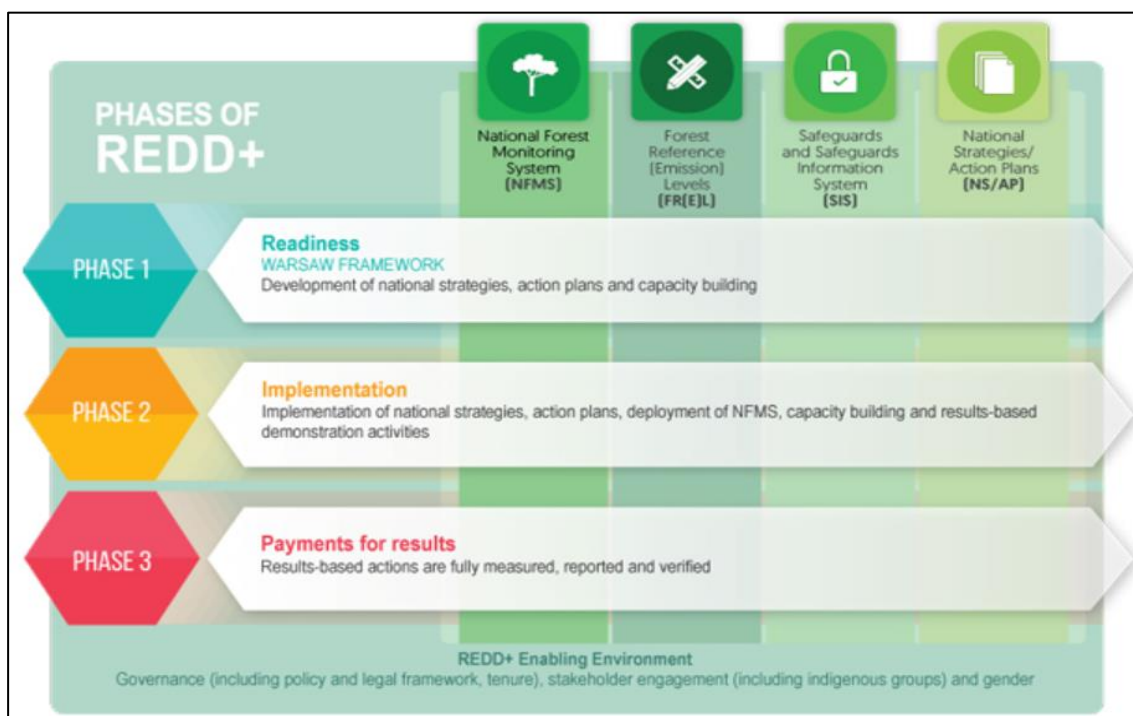 PHASES OF
REDD+
National Forest
Monitoring
System
(NFMS)
Forest
Reference
(Emission)
Levels
(FR(E)L)
Safeguards
and Safeguards
Information
System
(SIS)
National
Strategies/
Action Plans
(NS/AP)
PHASE 1
Readiness
WARSAW FRAMEWORK
Development of national strategies, action plans and capacity building
PHASE 2
Implementation
Implementation of national strategies, action plans, deployment of NFMS, capacity building and results-based
demonstration activities
PHASE 3
Payments for results
Results-based actions are fully measured, reported and verified
REDD+ Enabling Environment
Governance (including policy and legal framework, tenure), stakeholder engagement (including indigenous groups) and gender